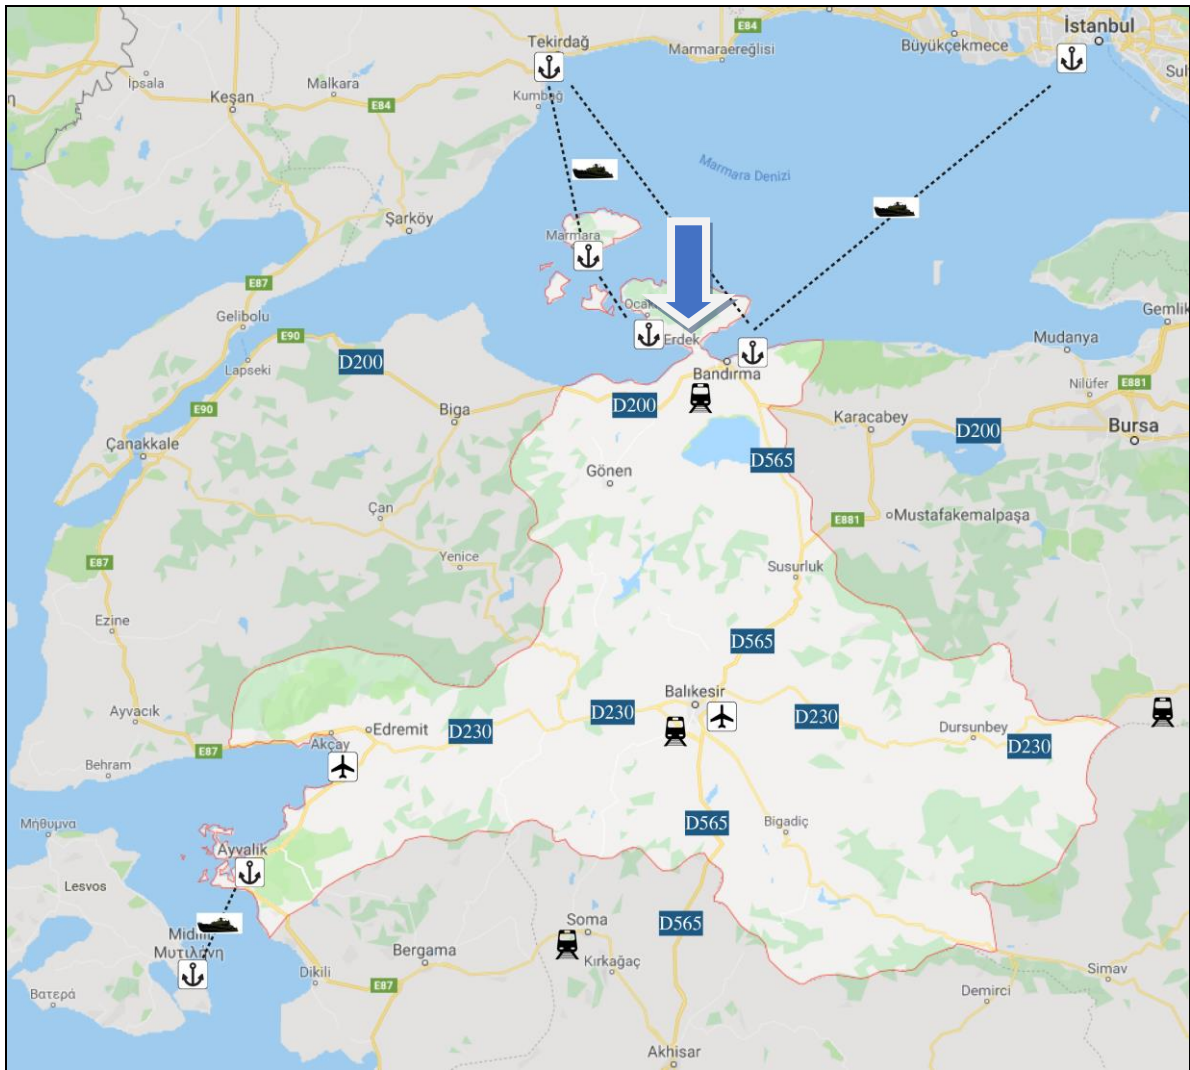 E84
İstanbul
Tekirdağ
Marmaraereğlisi
Büyükçekmece
Sul
İpsala
Malkara
Keşan
Kumbağ
E84
Marmara Denizi
Şarköy
Marmara
E87
Gelibolu
Ocak
Gemlik
E90
Erdek
Mudanya
D200
Lapseki
Bandırma
Nilüfer
E881
E90
Biga
D200
Karacabey
D200
Bursa
Çanakkale
D565
Gönen
Çan
E881
Mustafakemalpaşa
Yenice
E87
Susurluk
Ezine
D565
Balıkesir
Ayvacık
D230
D230
Edremit
D230
Dursunbey
Akçay
D230
E87
Behram
Μήθυμνα
D565
Bigadiç
Ayvalık
Lesvos
Soma
D565
Midilli
Μυτιλήνη
Bergama
Kırkağaç
Dikili
Simav
E87
Βατερά
Demirci
Akhisar